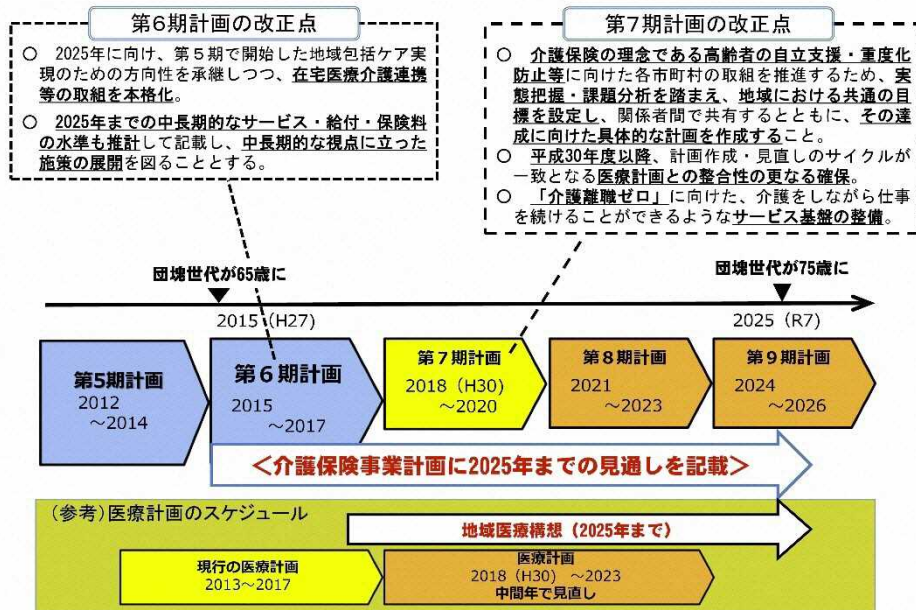 第6期計画の改正点
○ 2025年に向け、第5期で開始した地域包括ケア実
現のための方向性を承継しつつ、在宅医療介護連携
等の取組を本格化。
○ 2025年までの中長期的なサービス・給付・保険料
の水準も推計して記載し、中長期的な視点に立った
施策の展開を図ることとする。
第7期計画の改正点
○ 介護保険の理念である高齢者の自立支援・重度化
防止等に向けた各市町村の取組を推進するため、実
態把握・課題分析を踏まえ、地域における共通の目
標を設定し、関係者間で共有するとともに、その達
成に向けた具体的な計画を作成すること。
○ 平成30年度以降、計画作成・見直しのサイクルが
一致となる医療計画との整合性の更なる確保。
○ 「介護離職ゼロ」に向けた、介護をしながら仕事
を続けることができるようなサービス基盤の整備。
団塊世代が65歳に
団塊世代が75歳に
2015（H27）
2025（R7）
第5期計画
2012
～2014
第6期計画
2015
～2017
第7期計画
2018（H30）
～2020
第8期計画
2021
～2023
第9期計画
2024
～2026
＜介護保険事業計画に2025年までの見通しを記載＞
（参考）医療計画のスケジュール
地域医療構想（2025年まで）
現行の医療計画
2013～2017
医療計画
2018（H30） ～2023
中間年で見直し